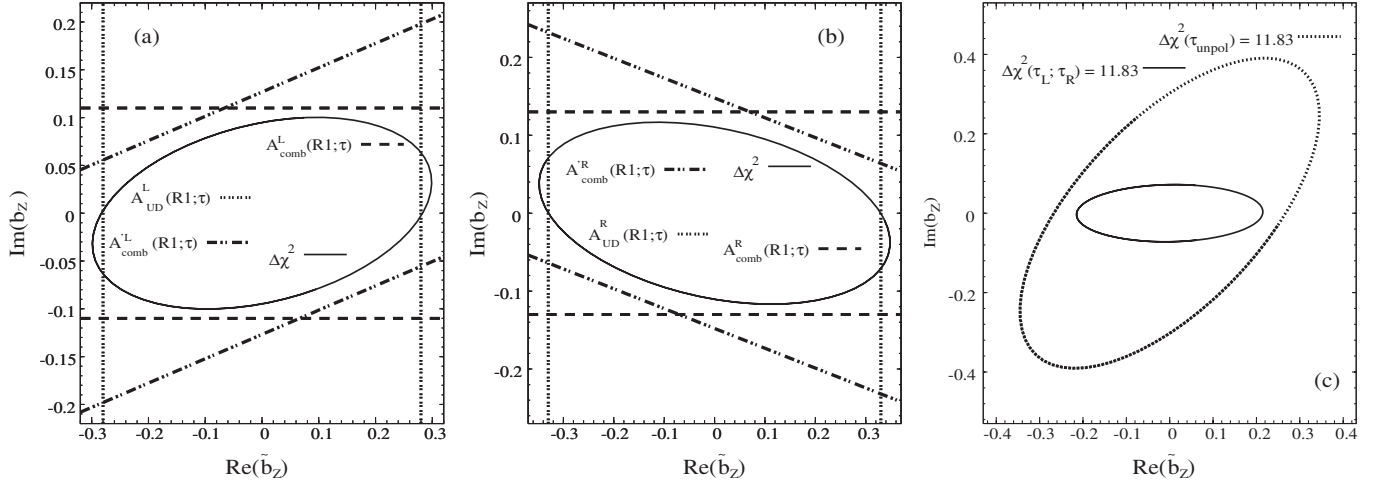 (a)
0.2
0.15
0.1
0.05
0
-0.05
-0.1
-0.15
-0.2
Im(b_Z)
A^L_comb(R1;τ)
A^L_UD(R1;τ)
A'^L_comb(R1;τ)
Δχ²
-0.3 -0.2 -0.1 0 0.1 0.2 0.3
Re(b̃_Z)
(b)
0.3
0.2
0.1
0
-0.1
-0.2
Im(b_Z)
A'^R_comb(R1;τ)
Δχ²
A^R_UD(R1;τ)
A^R_comb(R1;τ)
-0.3 -0.2 -0.1 0 0.1 0.2 0.3
Re(b̃_Z)
Δχ²(τ_unpol) = 11.83
Δχ²(τ_L; τ_R) = 11.83
0.4
0.2
0
-0.2
-0.4
Im(b_Z)
(c)
-0.4 -0.3 -0.2 -0.1 0 0.1 0.2 0.3 0.4
Re(b̃_Z)